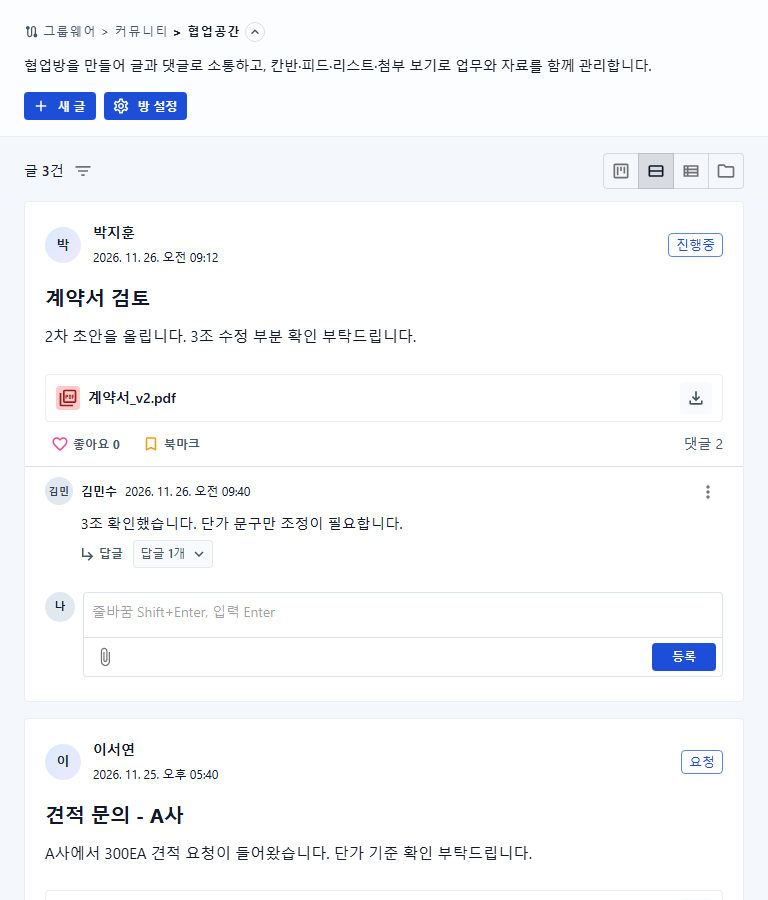 그룹웨어 > 커뮤니티 > 협업공간
협업방을 만들어 글과 댓글로 소통하고, 칸반·피드·리스트·첨부 보기로 업무와 자료를 함께 관리합니다.
새 글
방 설정
글 3건
박
박지훈
2026. 11. 26. 오전 09:12
진행중
계약서 검토
2차 초안을 올립니다. 3조 수정 부분 확인 부탁드립니다.
PDF
계약서_v2.pdf
좋아요 0
북마크
댓글 2
김민
김민수 2026. 11. 26. 오전 09:40
3조 확인했습니다. 단가 문구만 조정이 필요합니다.
답글
답글 1개
나
줄바꿈 Shift+Enter, 입력 Enter
등록
이
이서연
2026. 11. 25. 오후 05:40
요청
견적 문의 - A사
A사에서 300EA 견적 요청이 들어왔습니다. 단가 기준 확인 부탁드립니다.